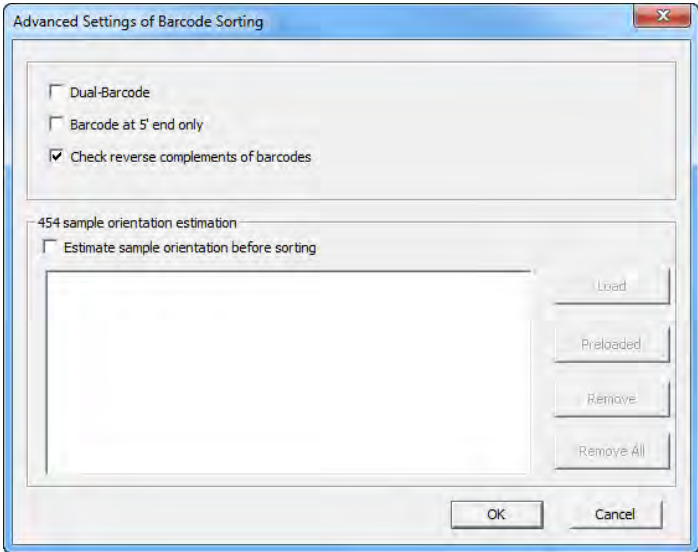 Advanced Settings of Barcode Sorting
Dual-Barcode
Barcode at 5' end only
Check reverse complements of barcodes
454 sample orientation estimation
Estimate sample orientation before sorting
Load
Preloaded
Remove
Remove All
OK
Cancel